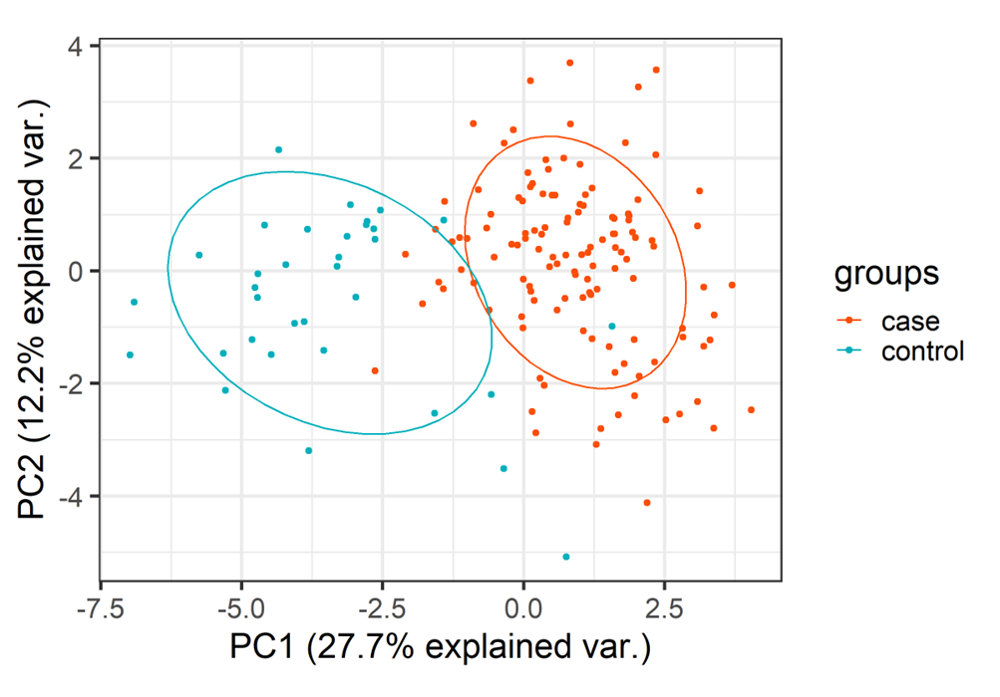 PC2 (12.2% explained var.)
4
2
0
-2
-4
-7.5
-5.0
-2.5
0.0
2.5
PC1 (27.7% explained var.)
groups
case
control